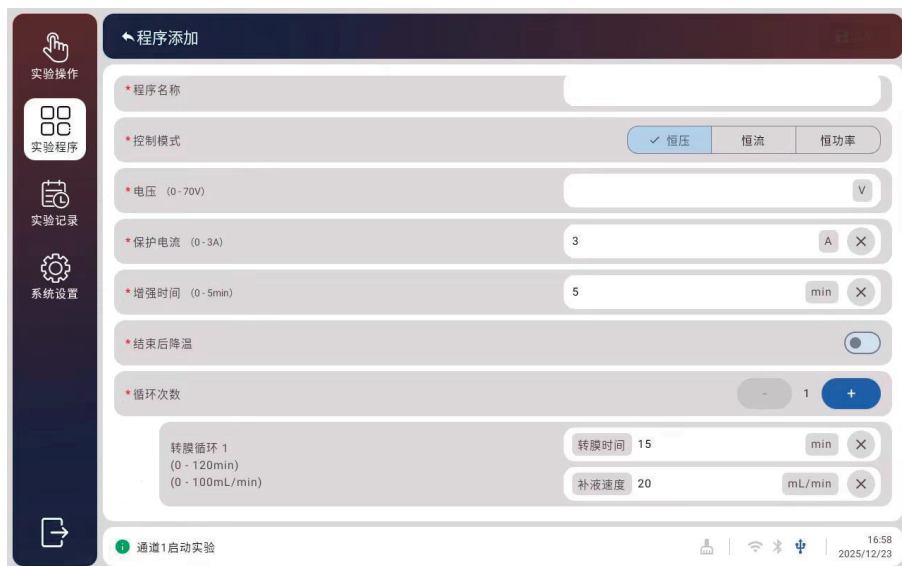 实验操作
实验程序
实验记录
系统设置
程序添加
*程序名称
*控制模式
恒压
恒流
恒功率
*电压 (0-70V)
V
*保护电流 (0-3A)
3
A
*增强时间 (0-5min)
5
min
*结束后降温
*循环次数
-
1
+
转膜循环 1
(0 - 120min)
(0 - 100mL/min)
转膜时间 15
min
补液速度 20
mL/min
通道1启动实验
16:58
2025/12/23